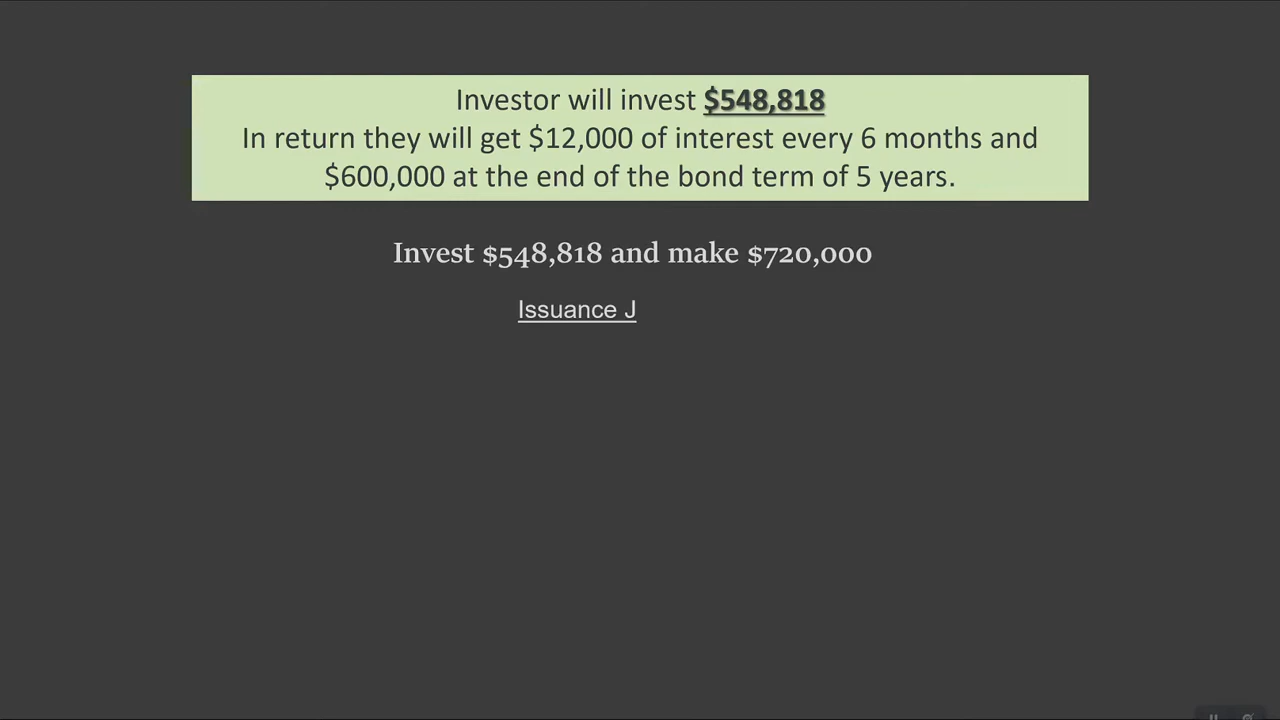 Investor will invest $548,818
In return they will get $12,000 of interest every 6 months and
$600,000 at the end of the bond term of 5 years.
Invest $548,818 and make $720,000
Issuance J